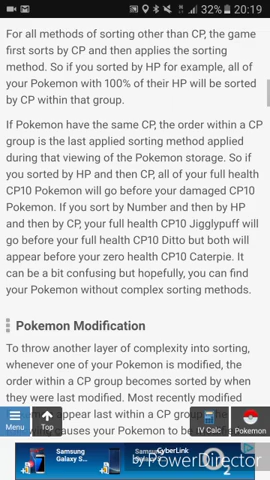 32% 20:19
For all methods of sorting other than CP, the game
first sorts by CP and then applies the sorting
method. So if you sorted by HP for example, all of
your Pokemon with 100% of their HP will be sorted
by CP within that group.
If Pokemon have the same CP, the order within a CP
group is the last applied sorting method applied
during that viewing of the Pokemon storage. So if
you sorted by HP and then CP, all of your full health
CP10 Pokemon will go before your damaged CP10
Pokemon. If you sort by Number and then by HP
and then by CP, your full health CP10 Jigglypuff will
go before your full health CP10 Ditto but both will
appear before your zero health CP10 Caterpie. It
can be a bit confusing but hopefully, you can find
your Pokemon without complex sorting methods.
Pokemon Modification
To throw another layer of complexity into sorting,
whenever one of your Pokemon is modified, the
order within a CP group becomes sorted by when
they were last modified. Most recently modified
appear last within a CP group
causes your Pokemon to be
Menu Top IV Calc Pokemon
Samsung Galaxy S... Samsung Galaxy... CyberLink
by PowerDirector